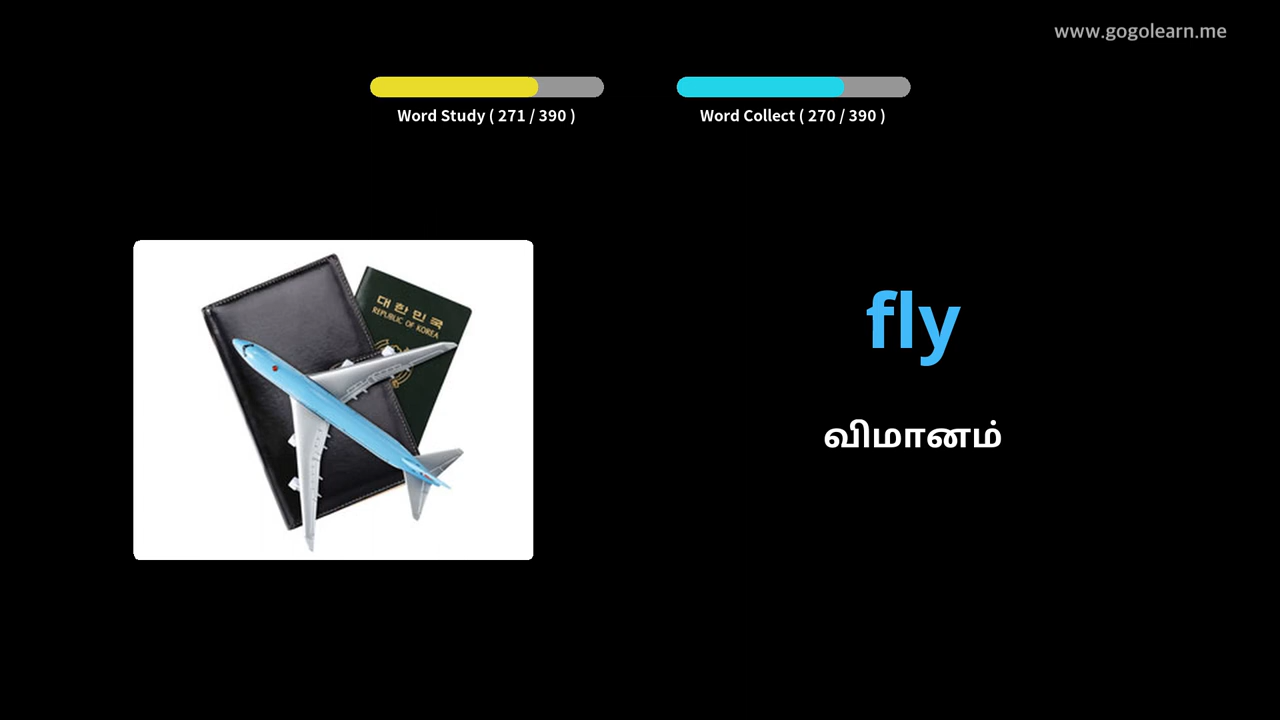 www.gogolearn.me
Word Study ( 271 / 390 )
Word Collect ( 270 / 390 )
대한민국
REPUBLIC OF KOREA
fly
விமானம்